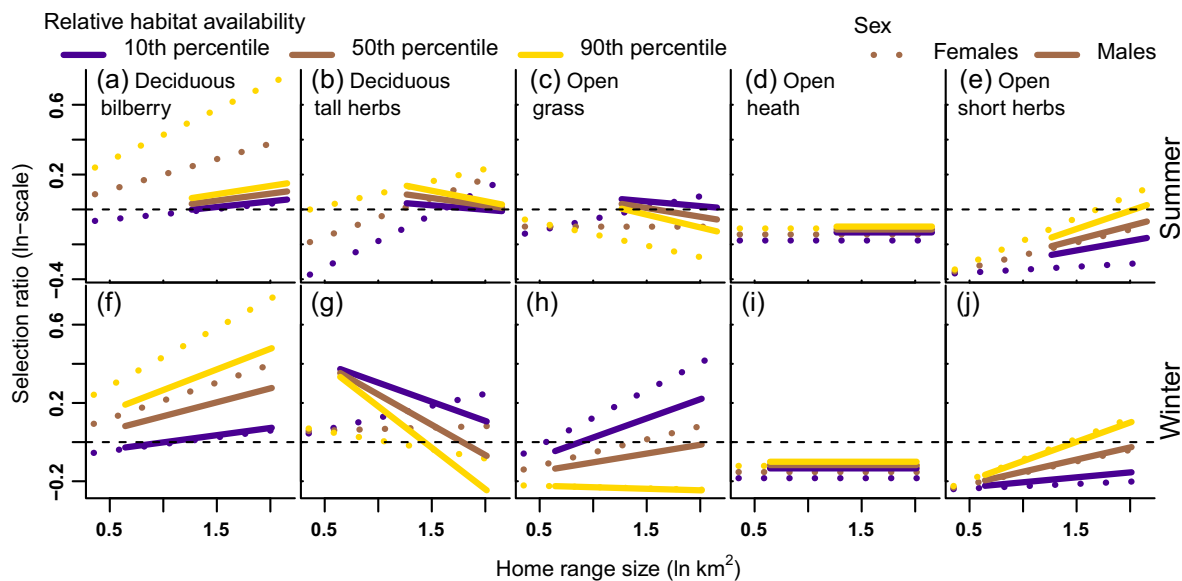 Relative habitat availability
Sex
10th percentile
50th percentile
90th percentile
Females
Males
(a) Deciduous
bilberry
(b) Deciduous
tall herbs
(c) Open
grass
(d) Open
heath
(e) Open
short herbs
0.6
0.2
−0.4
Summer
Selection ratio (ln−scale)
(f)
(g)
(h)
(i)
(j)
0.6
0.2
−0.2
Winter
0.5 1.5 0.5 1.5 0.5 1.5 0.5 1.5 0.5 1.5
Home range size (ln km²)